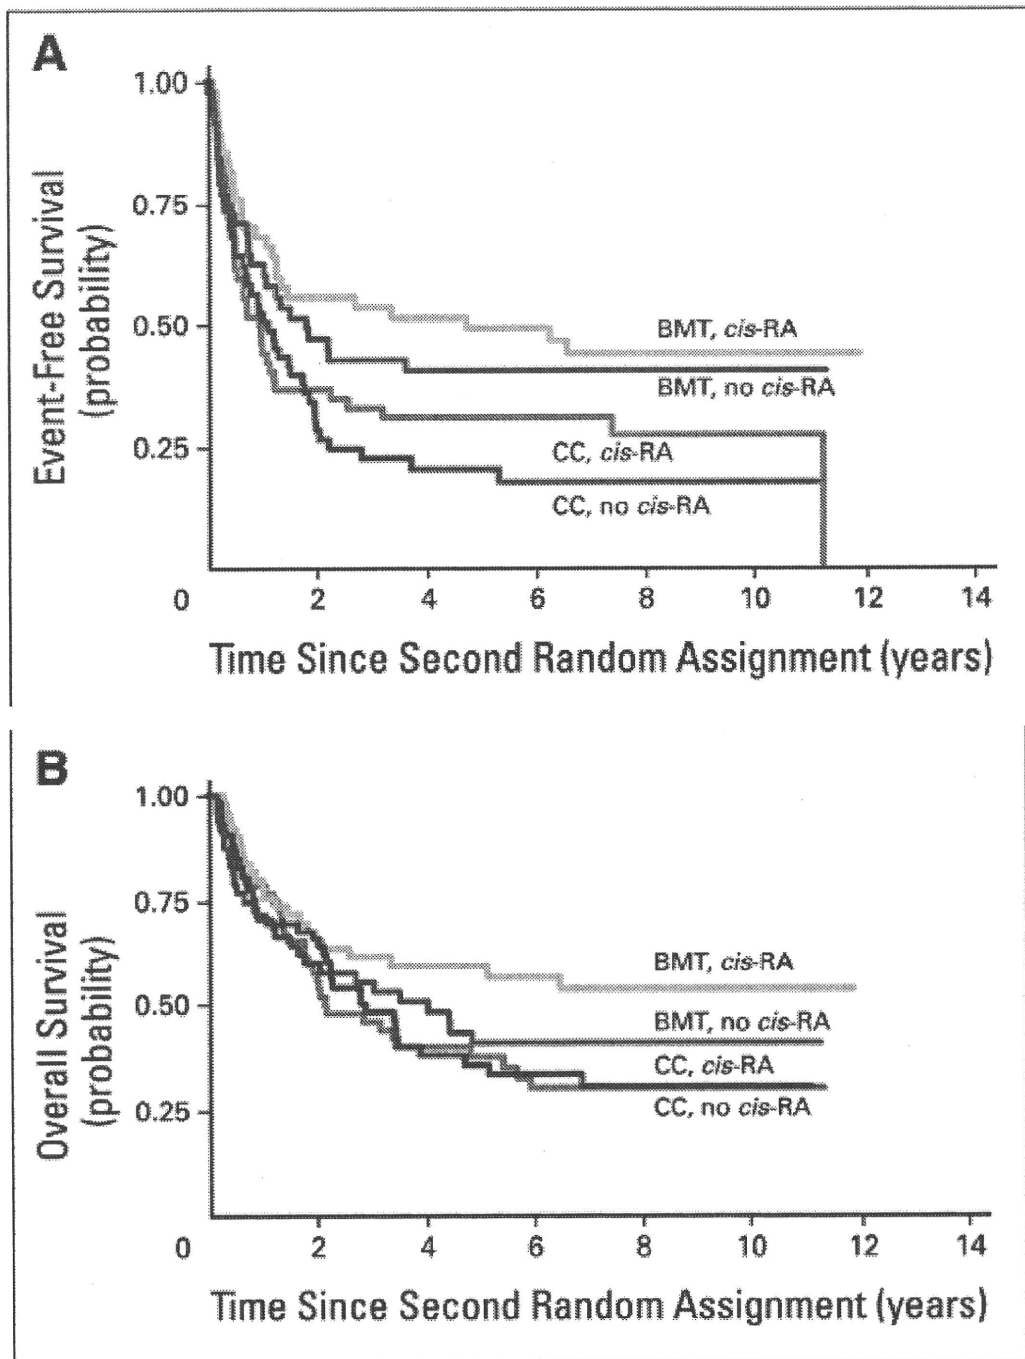 A
1.00
0.75
0.50
0.25
Event-Free Survival
(probability)
BMT, cis-RA
BMT, no cis-RA
CC, cis-RA
CC, no cis-RA
0 2 4 6 8 10 12 14
Time Since Second Random Assignment (years)
B
1.00
0.75
0.50
0.25
Overall Survival
(probability)
BMT, cis-RA
BMT, no cis-RA
CC, cis-RA
CC, no cis-RA
0 2 4 6 8 10 12 14
Time Since Second Random Assignment (years)